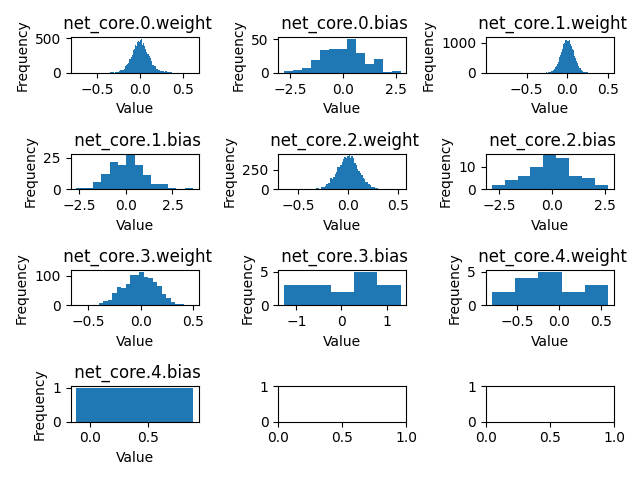 net_core.0.weight
Frequency
500
0
−0.5
0.0
0.5
Value
net_core.0.bias
Frequency
50
0
−2.5
0.0
2.5
Value
net_core.1.weight
Frequency
1000
0
−0.5
0.0
0.5
Value
net_core.1.bias
Frequency
25
0
−2.5
0.0
2.5
Value
net_core.2.weight
Frequency
250
0
−0.5
0.0
0.5
Value
net_core.2.bias
Frequency
10
0
−2.5
0.0
2.5
Value
net_core.3.weight
Frequency
100
0
−0.5
0.0
0.5
Value
net_core.3.bias
Frequency
5
0
−1
0
1
Value
net_core.4.weight
Frequency
5
0
−0.5
0.0
0.5
Value
net_core.4.bias
Frequency
1
0
0.0
0.5
Value
1
0
0.0
0.5
1.0
1
0
0.0
0.5
1.0